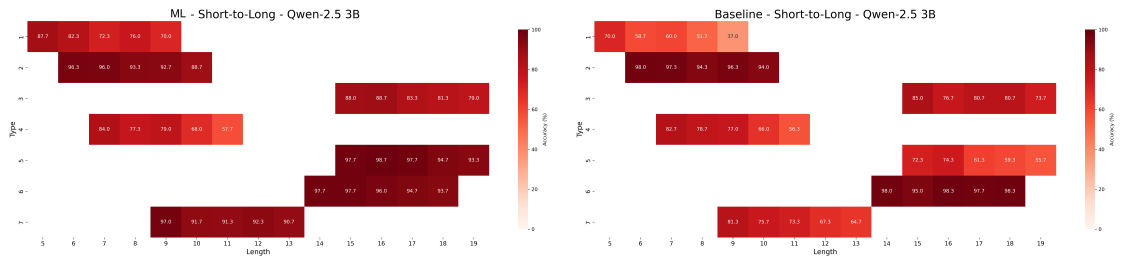 ML - Short-to-Long - Qwen-2.5 3B
1 87.7 82.3 72.3 76.0 70.0
2 96.3 96.0 93.3 92.7 88.7
3 88.0 88.7 83.3 81.3 79.0
4 84.0 77.3 79.0 68.0 57.7
5 97.7 98.7 97.7 94.7 93.3
6 97.7 97.7 96.0 94.7 93.7
7 97.0 91.7 91.3 92.3 90.7
Type
5 6 7 8 9 10 11 12 13 14 15 16 17 18 19
Length
100
80
60
40
20
0
Accuracy (%)
Baseline - Short-to-Long - Qwen-2.5 3B
1 70.0 58.7 60.0 51.7 37.0
2 98.0 97.3 94.3 96.3 94.0
3 85.0 76.7 80.7 80.7 73.7
4 82.7 78.7 77.0 66.0 56.3
5 72.3 74.3 61.3 59.3 55.7
6 98.0 95.0 98.3 97.7 98.3
7 81.3 75.7 73.3 67.3 64.7
Type
5 6 7 8 9 10 11 12 13 14 15 16 17 18 19
Length
100
80
60
40
20
0
Accuracy (%)